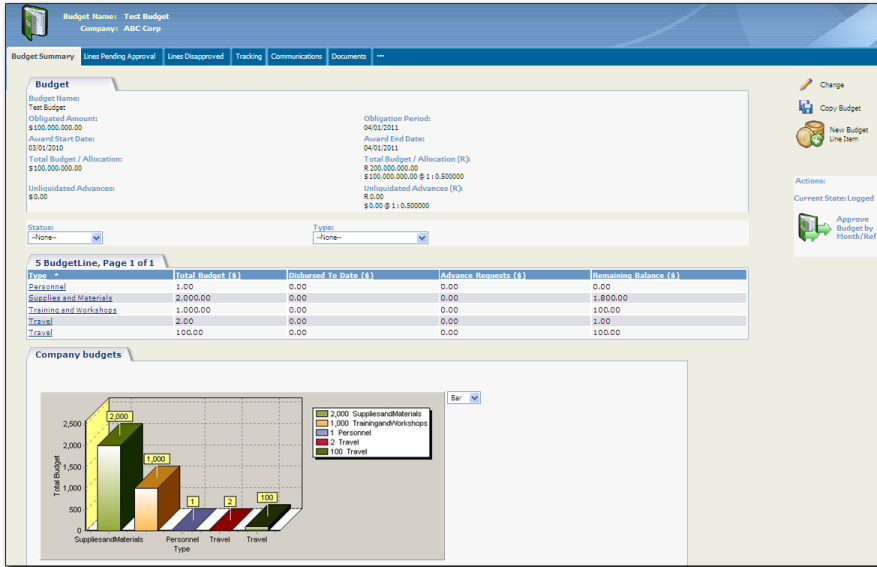 Budget Name: Test Budget
Company: ABC Corp
Budget Summary Lines Pending Approval Lines Disapproved Tracking Communications Documents ...
Budget
Budget Name:
Test Budget
Obligated Amount:
$100,000,000.00
Obligation Period:
04/01/2011
Award Start Date:
03/01/2010
Award End Date:
04/01/2011
Total Budget / Allocation:
$100,000,000.00
Total Budget / Allocation (R):
R 200,000,000.00
$100,000,000.00 @ 1 : 0.500000
Unliquidated Advances:
$0.00
Unliquidated Advances (R):
R 0.00
$0.00 @ 1 : 0.500000
Change
Copy Budget
New Budget
Line Item
Actions:
Current State: Logged
Approve
Budget by
Month/Ref
Status:
--None--
Type:
--None--
5 BudgetLine, Page 1 of 1
Type Total Budget ($) Disbursed To Date ($) Advance Requests ($) Remaining Balance ($)
Personnel 1.00 0.00 0.00 0.00
Supplies and Materials 2,000.00 0.00 0.00 1,800.00
Training and Workshops 1,000.00 0.00 0.00 100.00
Travel 2.00 0.00 0.00 1.00
Travel 100.00 0.00 0.00 100.00
Company budgets
Bar
2,000 SuppliesandMaterials
1,000 TrainingandWorkshops
1 Personnel
2 Travel
100 Travel
2,500
2,000
1,500
1,000
500
0
Total Budget
2,000
1,000
1
2
100
SuppliesandMaterials Personnel Travel Travel
Type